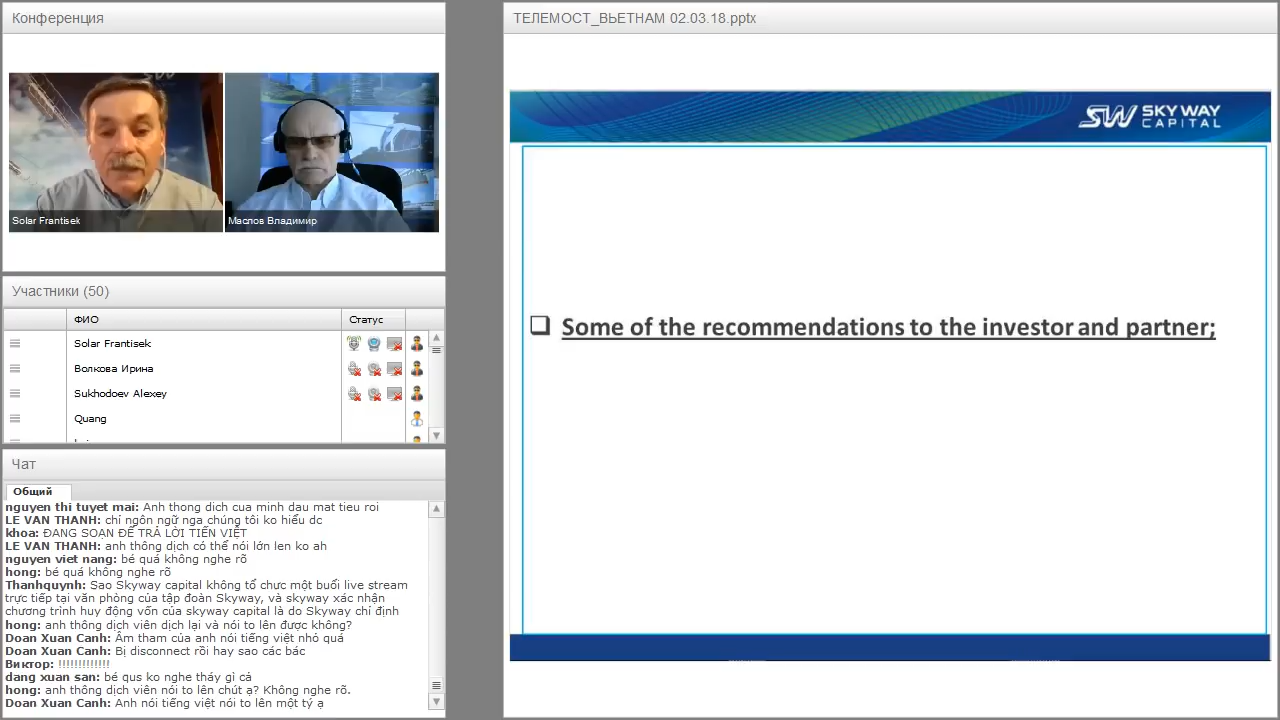 Конференция
Solar Frantisek
Маслов Владимир
Участники (50)
ФИО
Статус
Solar Frantisek
Волкова Ирина
Sukhodoev Alexey
Quang
Чат
Общий
nguyen thi tuyet mai: Anh thong dich cua minh dau mat tieu roi
LE VAN THANH: chí ngôn ngữ nga chúng tôi ko hiểu dc
khoa: ĐANG SOẠN ĐỂ TRẢ LỜI TIẾN VIỆT
LE VAN THANH: anh thông dịch có thể nói lớn len ko ah
nguyen viet nang: bé quá không nghe rõ
hong: bé quá không nghe rõ
Thanhquynh: Sao Skyway capital không tổ chưc một buổi live stream
trực tiếp tại văn phòng của tập đoàn Skyway, và skyway xác nhận
chương trình huy động vốn của skyway capital là do Skyway chí định
hong: anh thông dịch viên dịch lại và nói to lên được không?
Doan Xuan Canh: Âm tham của anh nói tiếng việt nhỏ quá
Doan Xuan Canh: Bị disconnect rồi hay sao các bác
Виктор: !!!!!!!!!!!!!
dang xuan san: bé qus ko nghe tháy gì cả
hong: anh thông dịch viên nói to lên chút ạ? Không nghe rõ.
Doan Xuan Canh: Anh nói tiếng việt nói to lên một tý ạ
ТЕЛЕМОСТ_ВЬЕТНАМ 02.03.18.pptx
SW SKY WAY
CAPITAL
Some of the recommendations to the investor and partner;